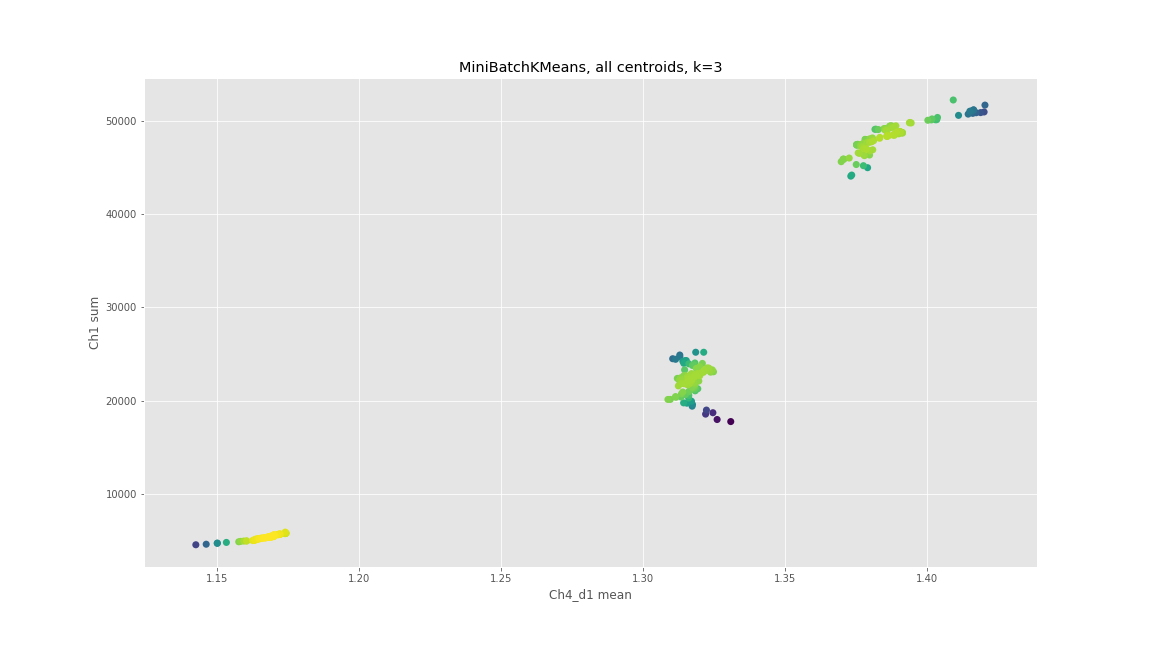 MiniBatchKMeans, all centroids, k=3
50000
40000
30000
20000
10000
Ch1 sum
1.15 1.20 1.25 1.30 1.35 1.40
Ch4_d1 mean